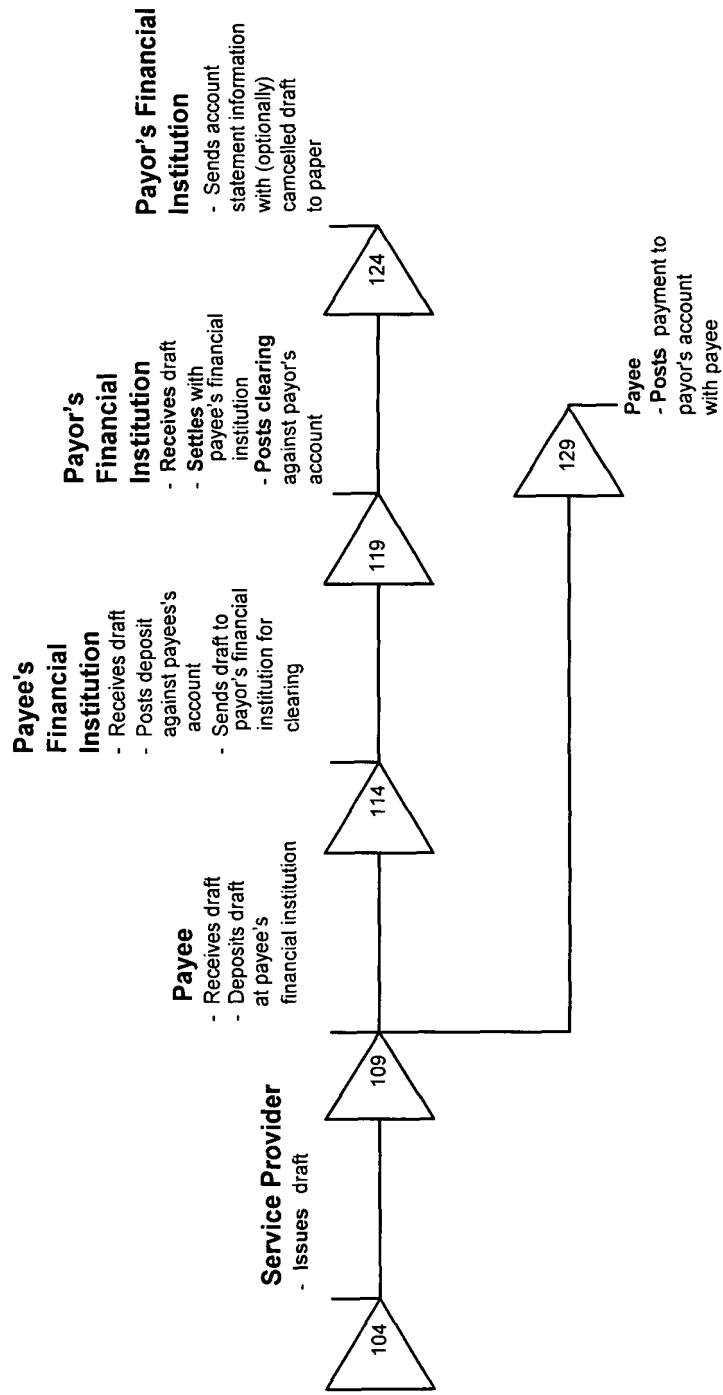 104
Service Provider
- Issues draft
109
Payee
- Receives draft
- Deposits draft
at payee's
financial institution
114
Payee's
Financial
Institution
- Receives draft
- Posts deposit
against payees's
account
- Sends draft to
payor's financial
institution for
clearing
119
Payor's
Financial
Institution
- Receives draft
- Settles with
payee's financial
institution
- Posts clearing
against payor's
account
124
Payor's Financial
Institution
- Sends account
statement information
with (optionally)
camcelled draft
to paper
129
Payee
- Posts payment to
payor's account
with payee